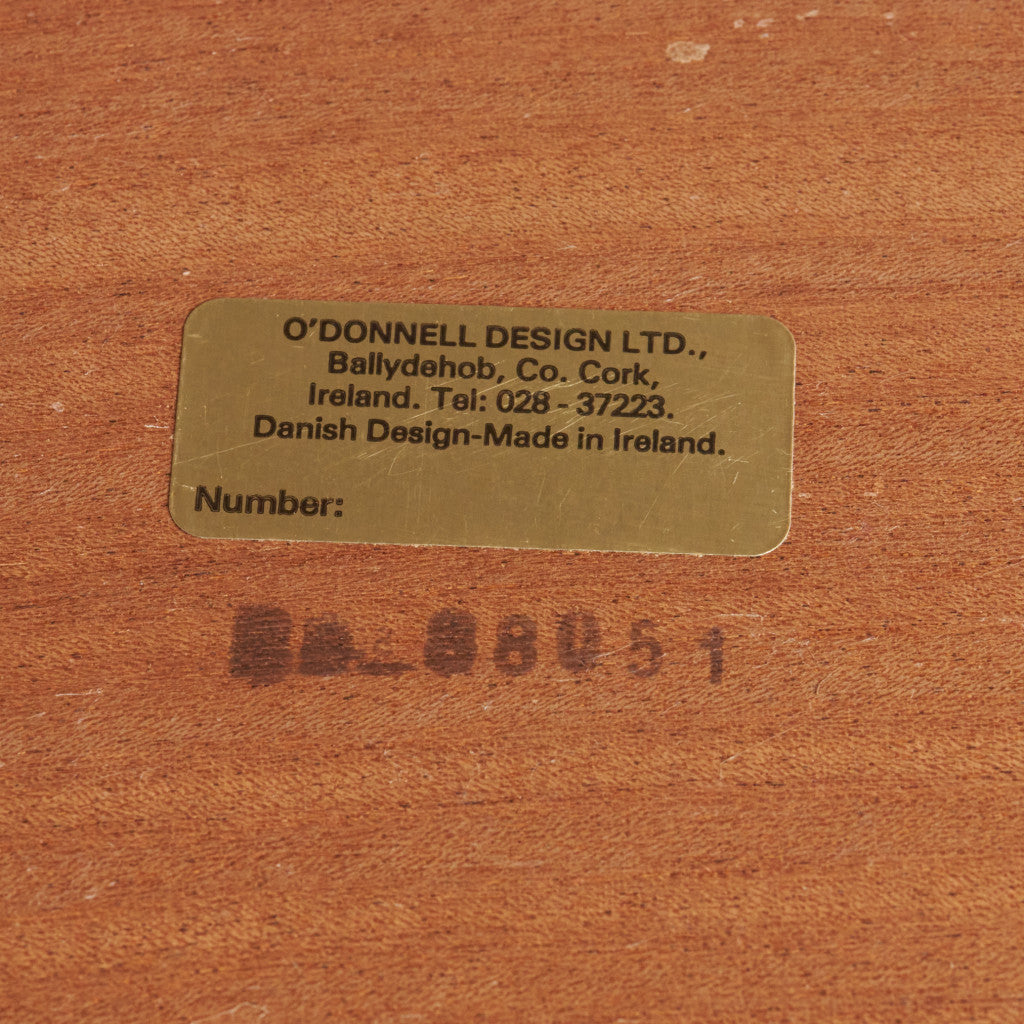 O'DONNELL DESIGN LTD.,
Ballydehob, Co. Cork,
Ireland. Tel: 028 - 37223.
Danish Design-Made in Ireland.
Number: